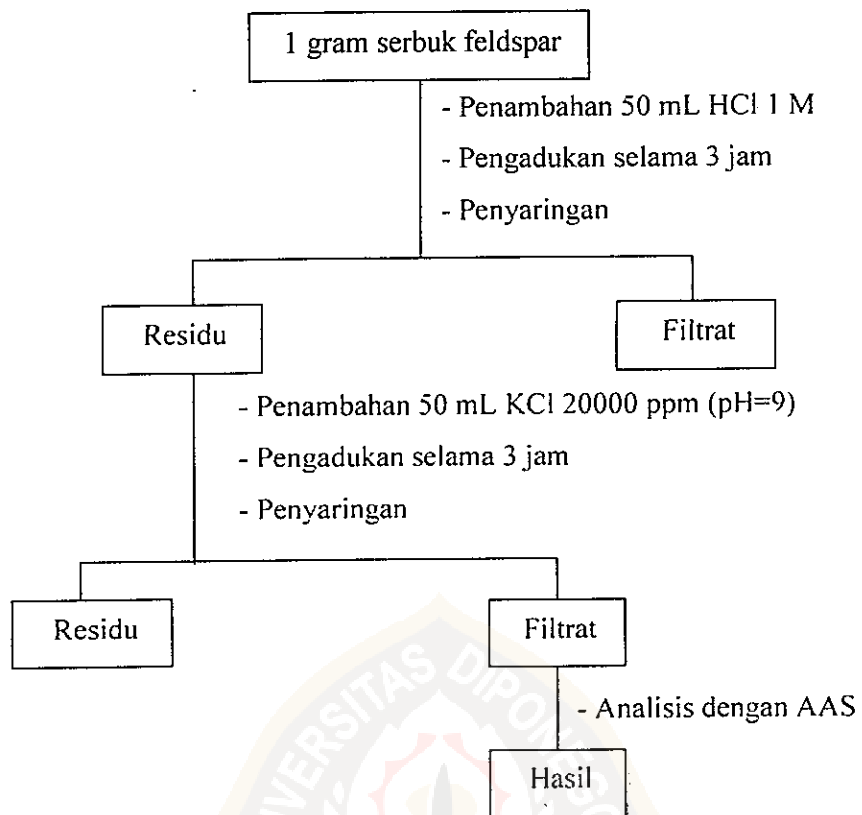 1 gram serbuk feldspar
- Penambahan 50 mL HCl 1 M
- Pengadukan selama 3 jam
- Penyaringan
Residu
Filtrat
- Penambahan 50 mL KCl 20000 ppm (pH=9)
- Pengadukan selama 3 jam
- Penyaringan
Residu
Filtrat
- Analisis dengan AAS
Hasil